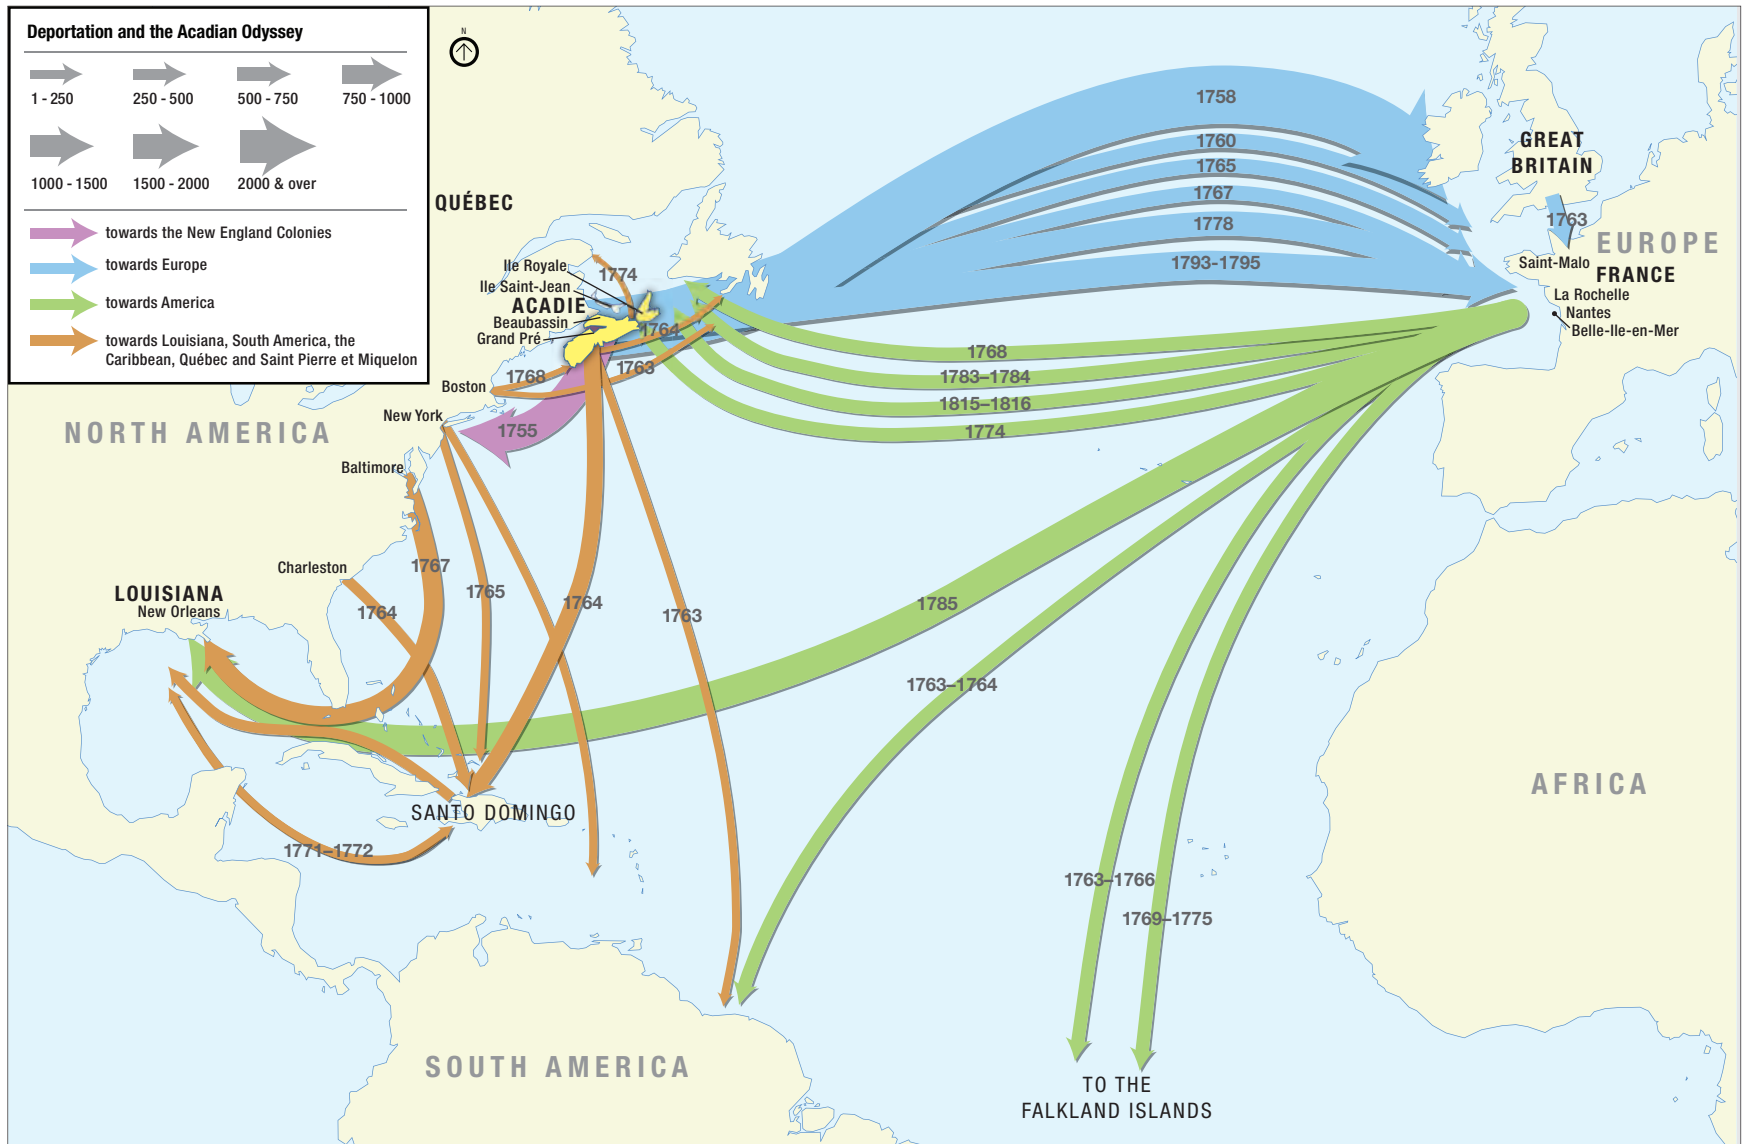 Deportation and the Acadian Odyssey
1 - 250
250 - 500
500 - 750
750 - 1000
1000 - 1500
1500 - 2000
2000 & over
towards the New England Colonies
towards Europe
towards America
towards Louisiana, South America, the
Caribbean, Québec and Saint Pierre et Miquelon
N
1758
1760
1765
1767
1778
1793-1795
GREAT
BRITAIN
1763
EUROPE
Saint-Malo
FRANCE
La Rochelle
Nantes
Belle-Ile-en-Mer
QUÉBEC
Ile Royale
1774
Ile Saint-Jean
ACADIE
Beaubassin
Grand Pré
1764
1768
1763
Boston
New York
1755
NORTH AMERICA
Baltimore
1768
1783–1784
1815–1816
1774
Charleston
1767
1765
1764
1764
1763
1785
LOUISIANA
New Orleans
1763–1764
SANTO DOMINGO
1771–1772
AFRICA
1763–1766
1769–1775
SOUTH AMERICA
TO THE
FALKLAND ISLANDS